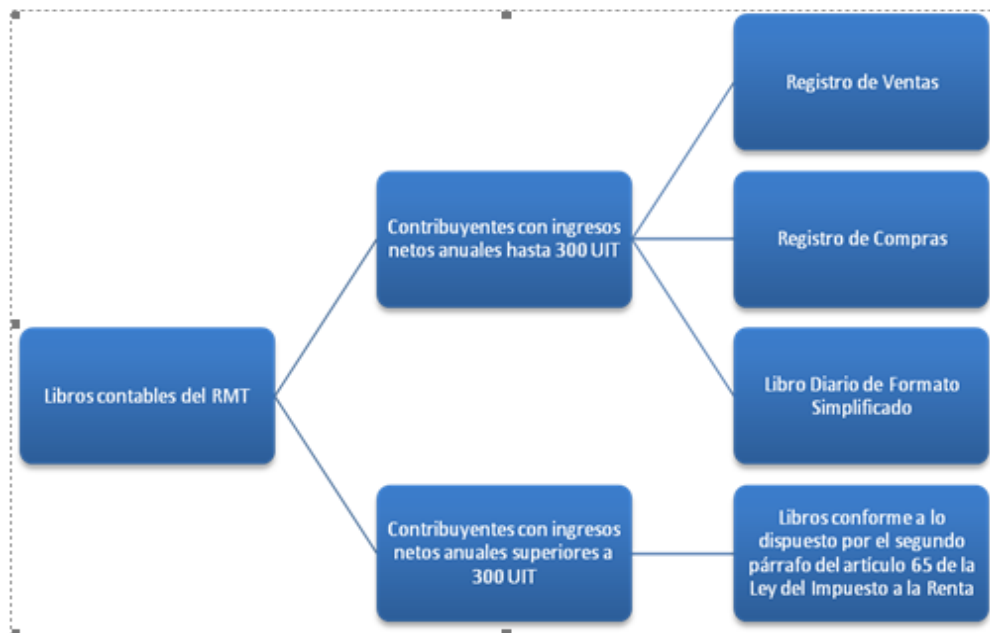 Libros contables del RMT
Contribuyentes con ingresos
netos anuales hasta 300 UIT
Registro de Ventas
Registro de Compras
Libro Diario de Formato
Simplificado
Contribuyentes con ingresos
netos anuales superiores a
300 UIT
Libros conforme a lo
dispuesto por el segundo
párrafo del artículo 65 de la
Ley del Impuesto a la Renta